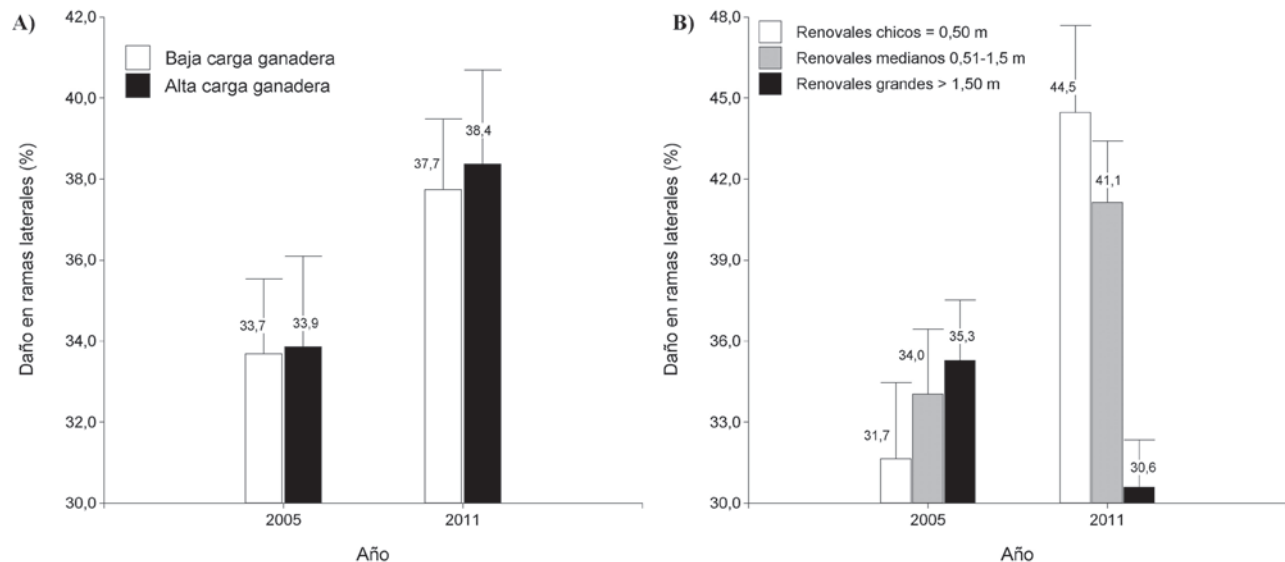 A)
Daño en ramas laterales (%)
42,0
40,0
38,0
36,0
34,0
32,0
30,0
Baja carga ganadera
Alta carga ganadera
33,7
33,9
37,7
38,4
2005
2011
Año
B)
Daño en ramas laterales (%)
48,0
45,0
42,0
39,0
36,0
33,0
30,0
Renovales chicos = 0,50 m
Renovales medianos 0,51-1,5 m
Renovales grandes > 1,50 m
31,7
34,0
35,3
44,5
41,1
30,6
2005
2011
Año